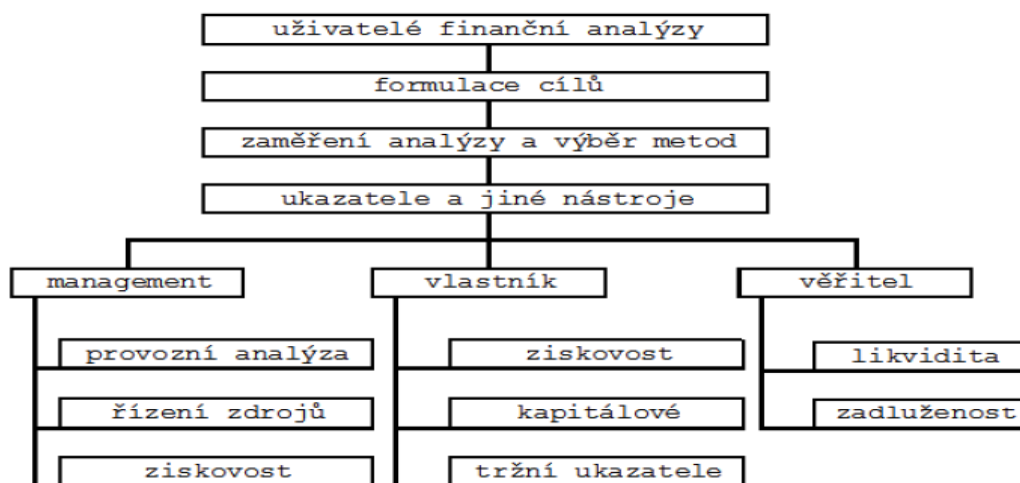 uživatelé finanční analýzy
formulace cílů
zaměření analýzy a výběr metod
ukazatele a jiné nástroje
management
vlastník
věřitel
provozní analýza
ziskovost
likvidita
řízení zdrojů
kapitálové
zadluženost
ziskovost
tržní ukazatele